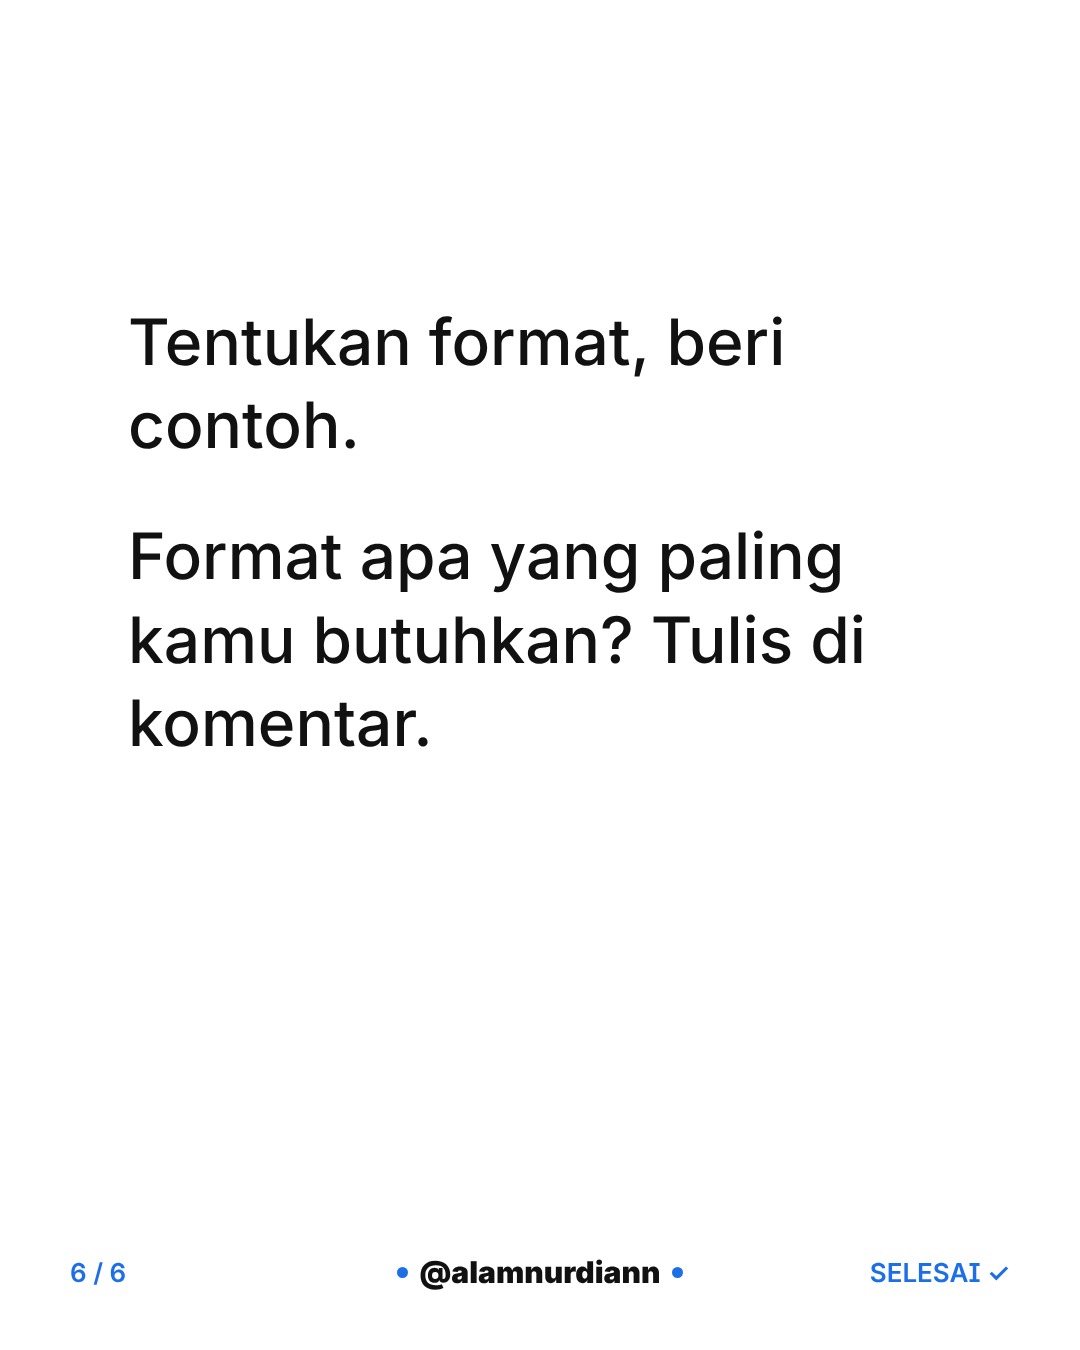 Tentukan format, beri
contoh.
Format apa yang paling
kamu butuhkan? Tulis di
komentar.
6 / 6
• @alamnurdiann •
SELESAI ✓